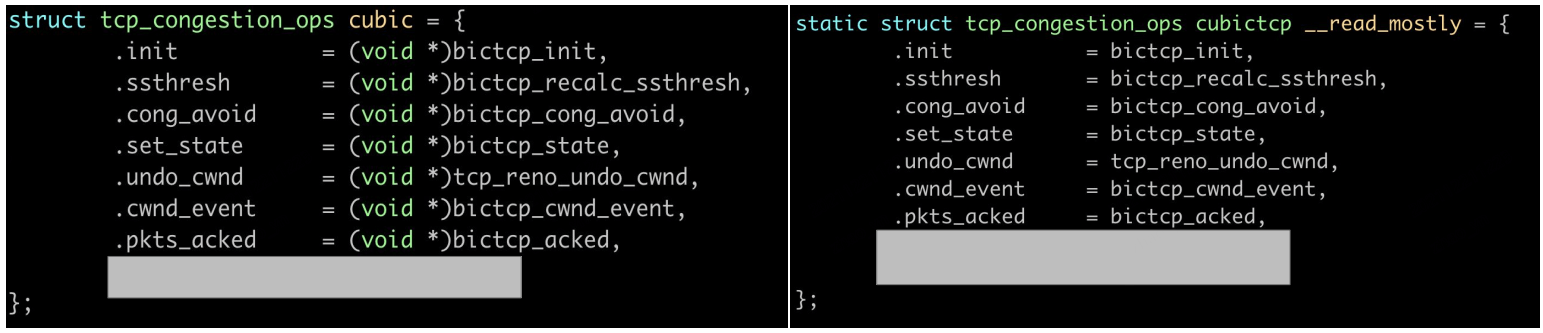 struct tcp_congestion_ops cubic = {
.init = (void *)bictcp_init,
.ssthresh = (void *)bictcp_recalc_ssthresh,
.cong_avoid = (void *)bictcp_cong_avoid,
.set_state = (void *)bictcp_state,
.undo_cwnd = (void *)tcp_reno_undo_cwnd,
.cwnd_event = (void *)bictcp_cwnd_event,
.pkts_acked = (void *)bictcp_acked,
};
static struct tcp_congestion_ops cubictcp __read_mostly = {
.init = bictcp_init,
.ssthresh = bictcp_recalc_ssthresh,
.cong_avoid = bictcp_cong_avoid,
.set_state = bictcp_state,
.undo_cwnd = tcp_reno_undo_cwnd,
.cwnd_event = bictcp_cwnd_event,
.pkts_acked = bictcp_acked,
};